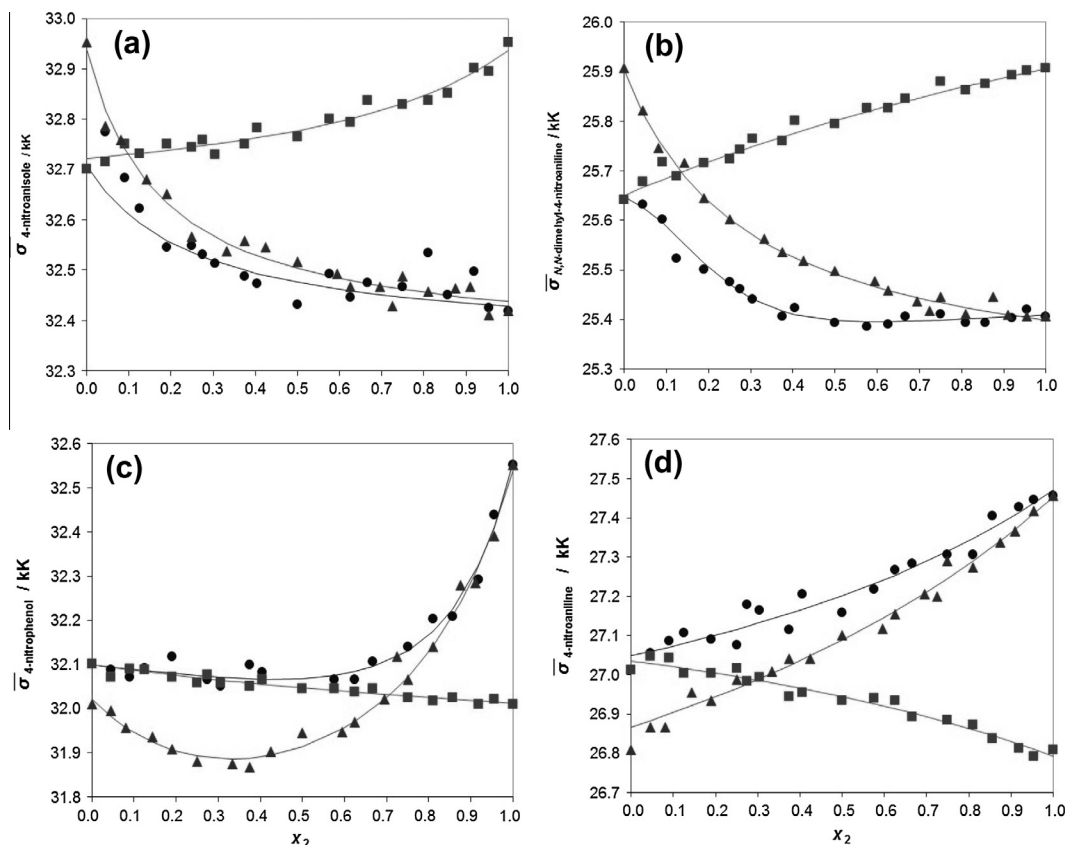 (a)
33.0
32.9
32.8
32.7
32.6
32.5
32.4
32.3
σ 4-nitroanisole / kK
0.0 0.1 0.2 0.3 0.4 0.5 0.6 0.7 0.8 0.9 1.0
(b)
26.0
25.9
25.8
25.7
25.6
25.5
25.4
25.3
σ̅ N,N-dimehyl-4-nitroaniline / kK
0.0 0.1 0.2 0.3 0.4 0.5 0.6 0.7 0.8 0.9 1.0
(c)
32.6
32.5
32.4
32.3
32.2
32.1
32.0
31.9
31.8
σ̅ 4-nitrophenol / kK
0.0 0.1 0.2 0.3 0.4 0.5 0.6 0.7 0.8 0.9 1.0
x2
(d)
27.6
27.5
27.4
27.3
27.2
27.1
27.0
26.9
26.8
26.7
σ̅ 4-nitroaniline / kK
0.0 0.1 0.2 0.3 0.4 0.5 0.6 0.7 0.8 0.9 1.0
x2